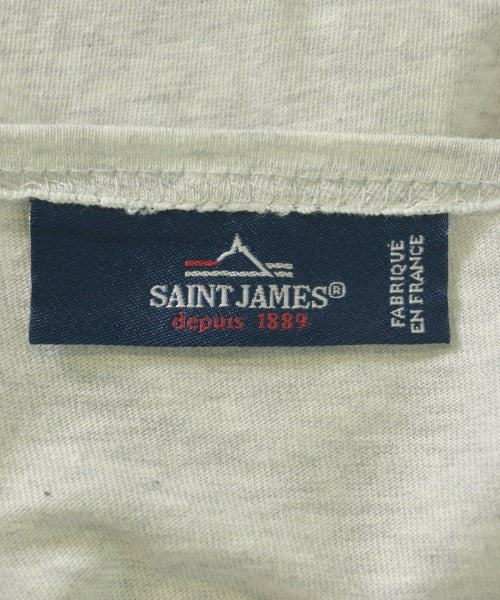 SAINT JAMES®
depuis 1889
FABRIQUÉ
EN FRANCE